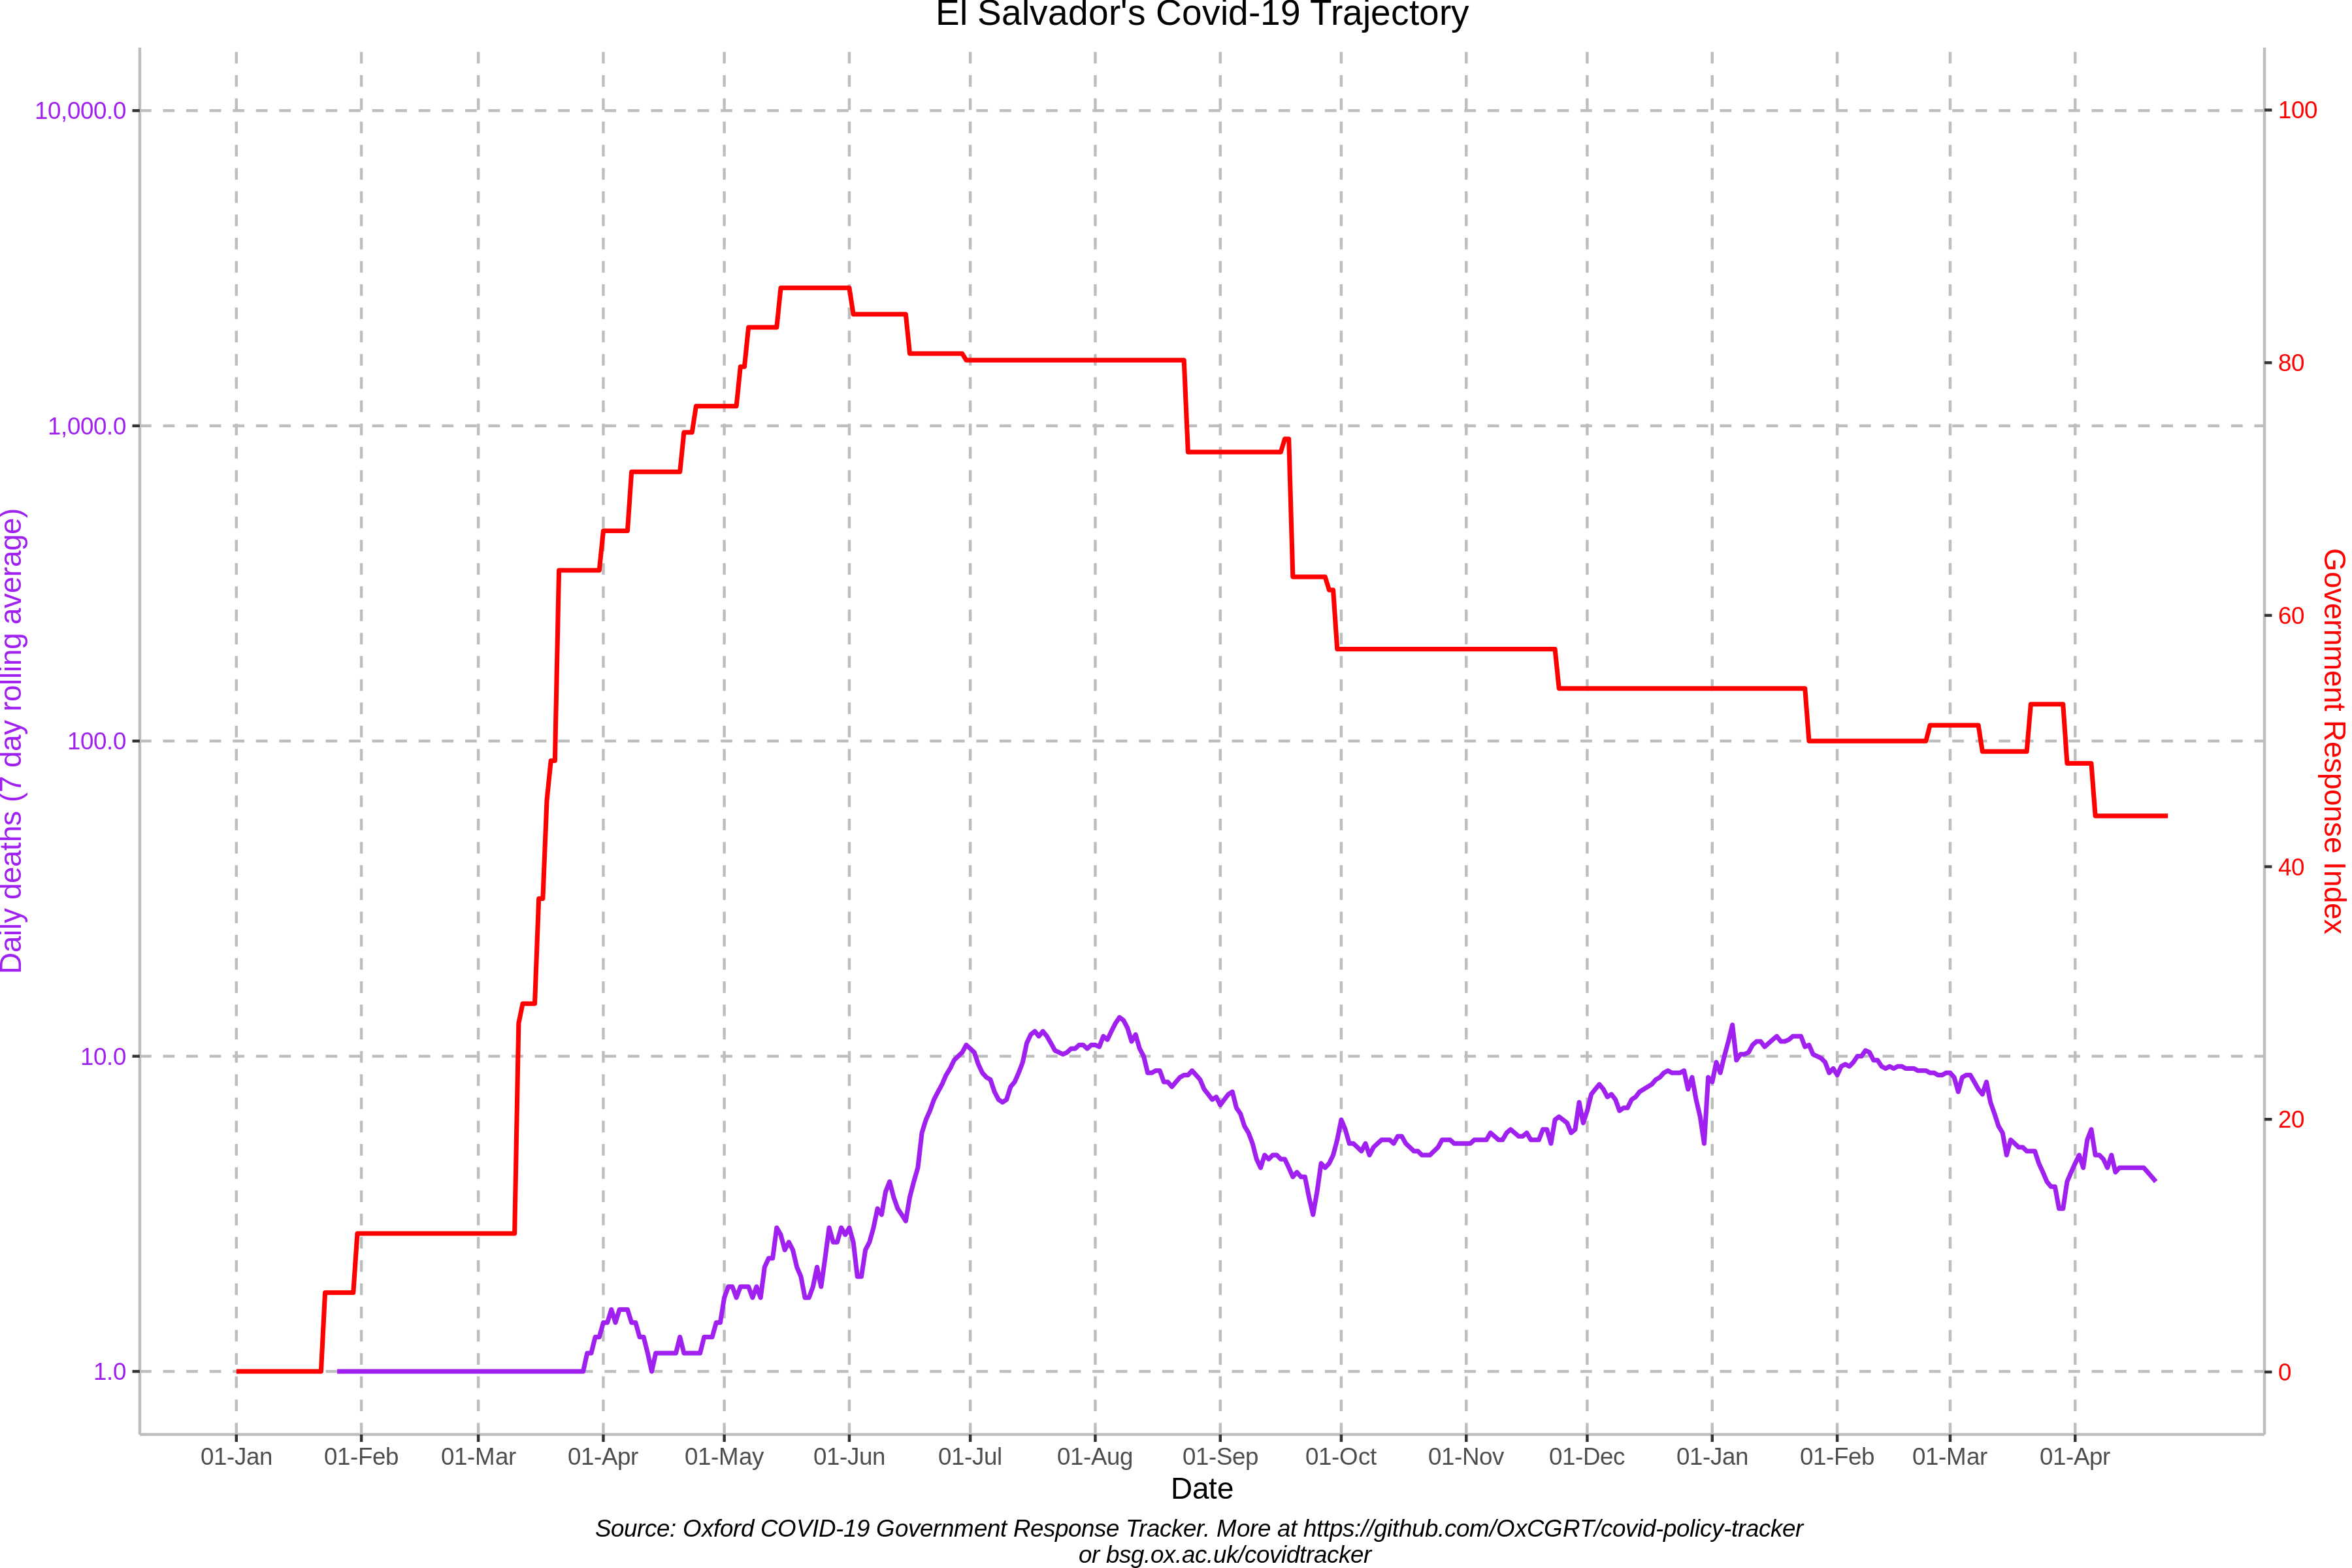 El Salvador's Covid-19 Trajectory
10,000.0
1,000.0
100.0
10.0
1.0
Daily deaths (7 day rolling average)
100
80
60
40
20
0
Government Response Index
01-Jan 01-Feb 01-Mar 01-Apr 01-May 01-Jun 01-Jul 01-Aug 01-Sep 01-Oct 01-Nov 01-Dec 01-Jan 01-Feb 01-Mar 01-Apr
Date
Source: Oxford COVID-19 Government Response Tracker. More at https://github.com/OxCGRT/covid-policy-tracker
or bsg.ox.ac.uk/covidtracker